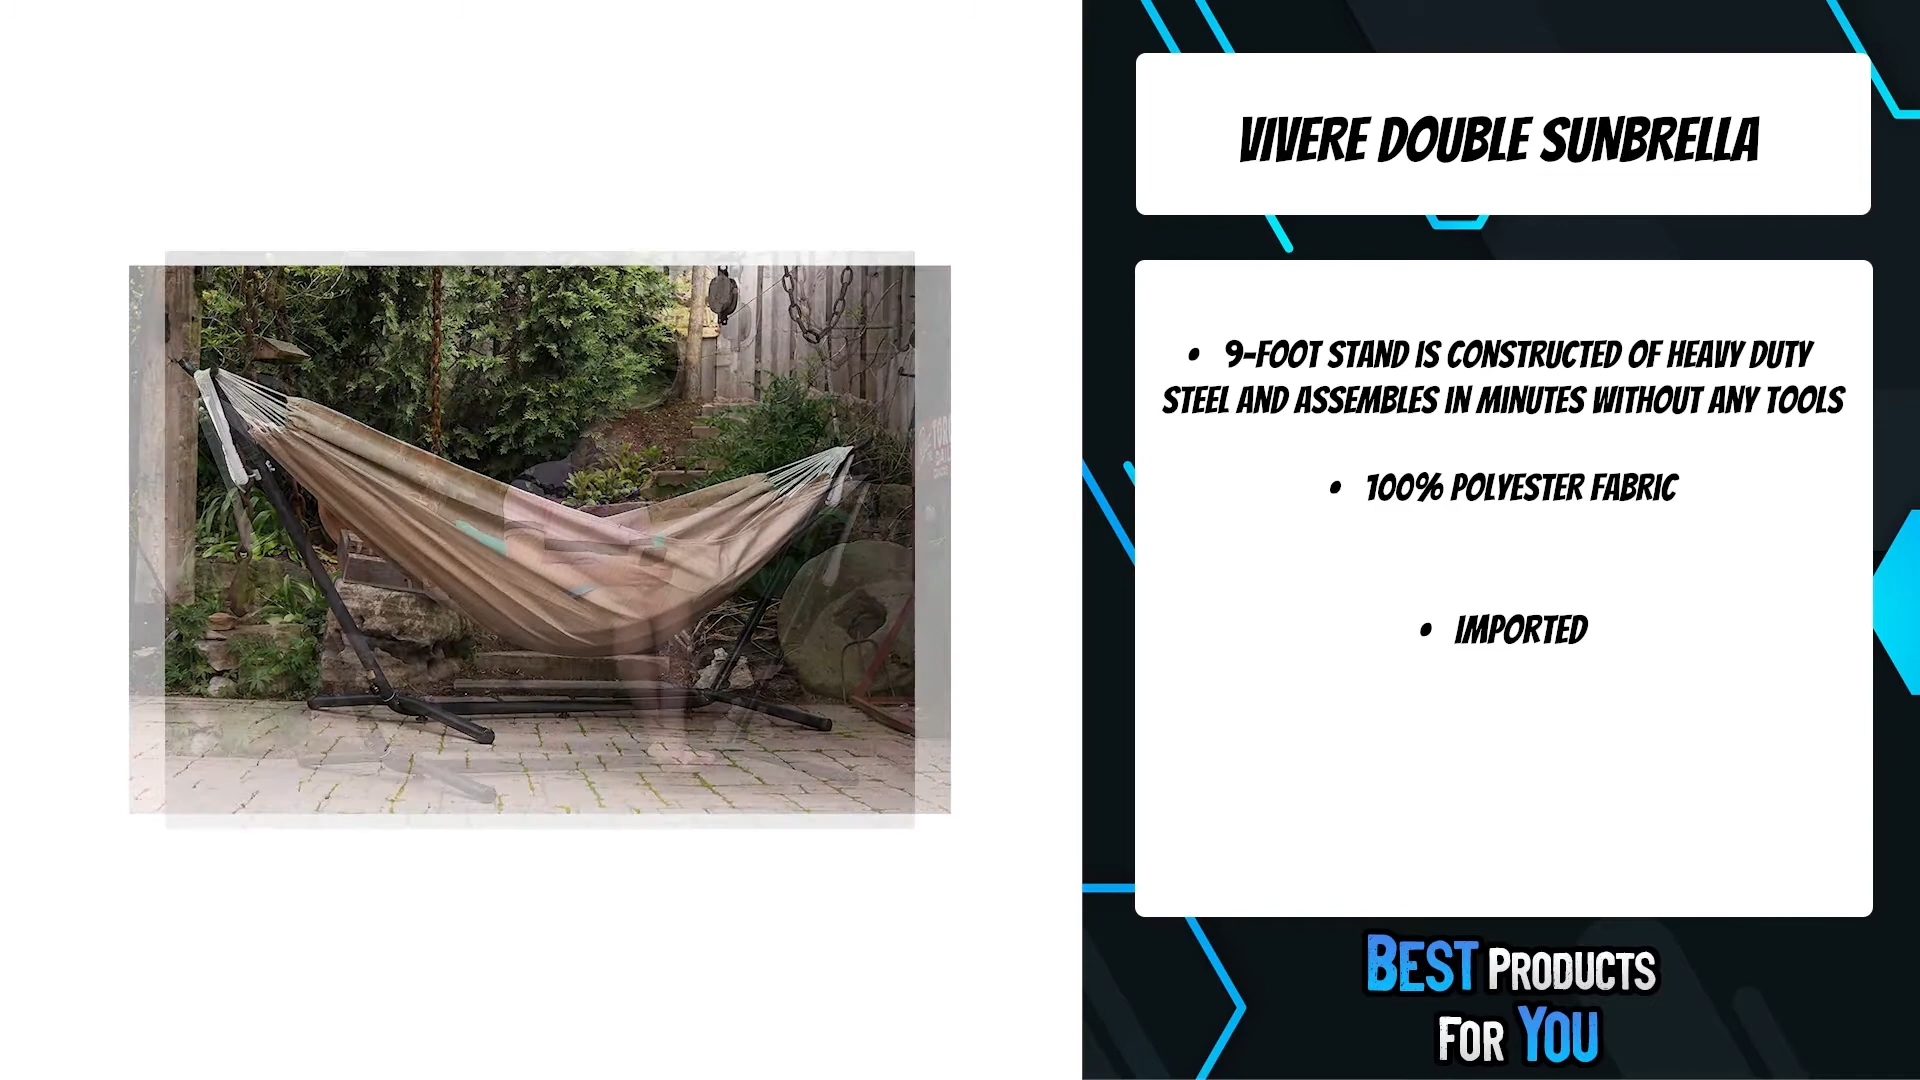 VIVERE DOUBLE SUNBRELLA
• 9-FOOT STAND IS CONSTRUCTED OF HEAVY DUTY
STEEL AND ASSEMBLES IN MINUTES WITHOUT ANY TOOLS
• 100% POLYESTER FABRIC
• IMPORTED
BEST PRODUCTS
FOR YOU